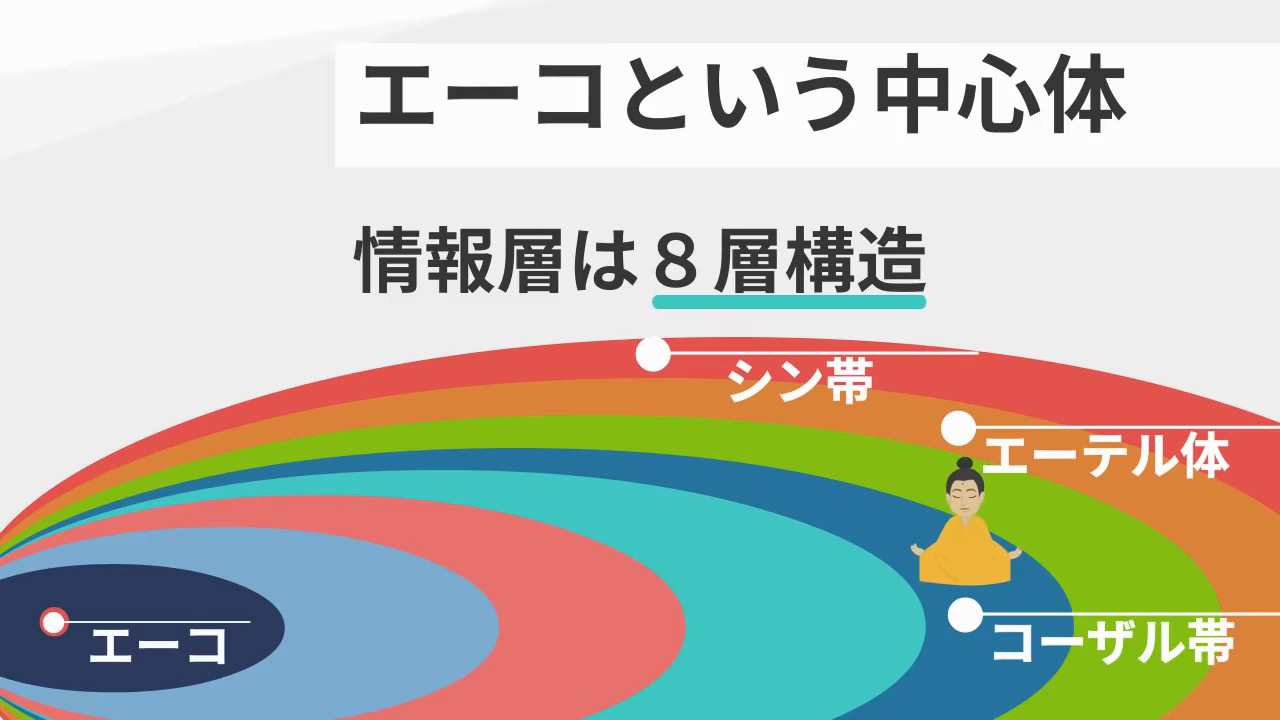 エーコという中心体
情報層は８層構造
シン帯
エーテル体
エーコ
コーザル帯